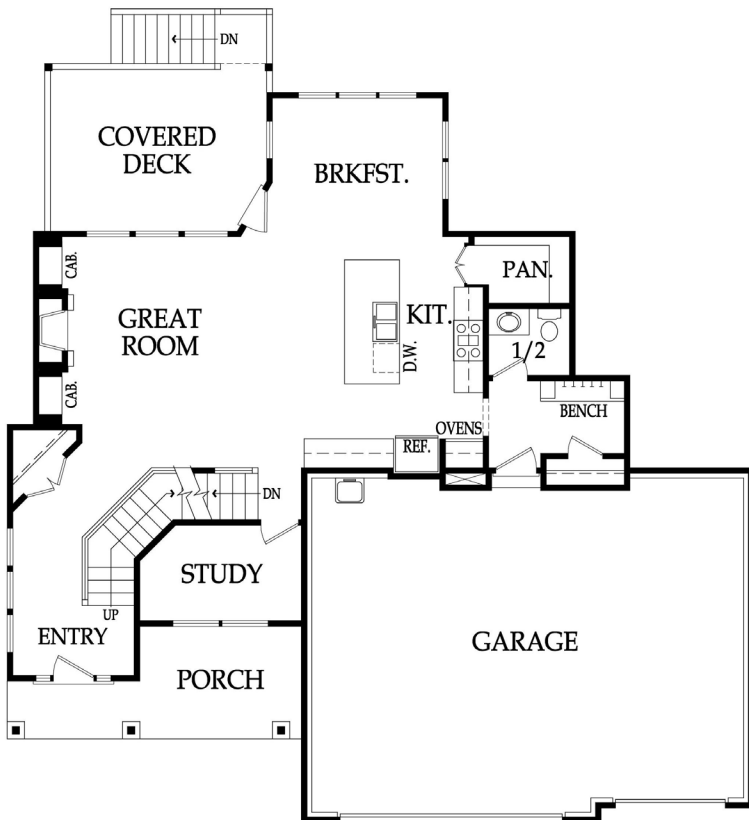 DN
COVERED
DECK
BRKFST.
CAB.
PAN.
GREAT
ROOM
KIT.
1/2
D.W.
CAB.
BENCH
OVENS
REF.
DN
STUDY
UP
ENTRY
GARAGE
PORCH